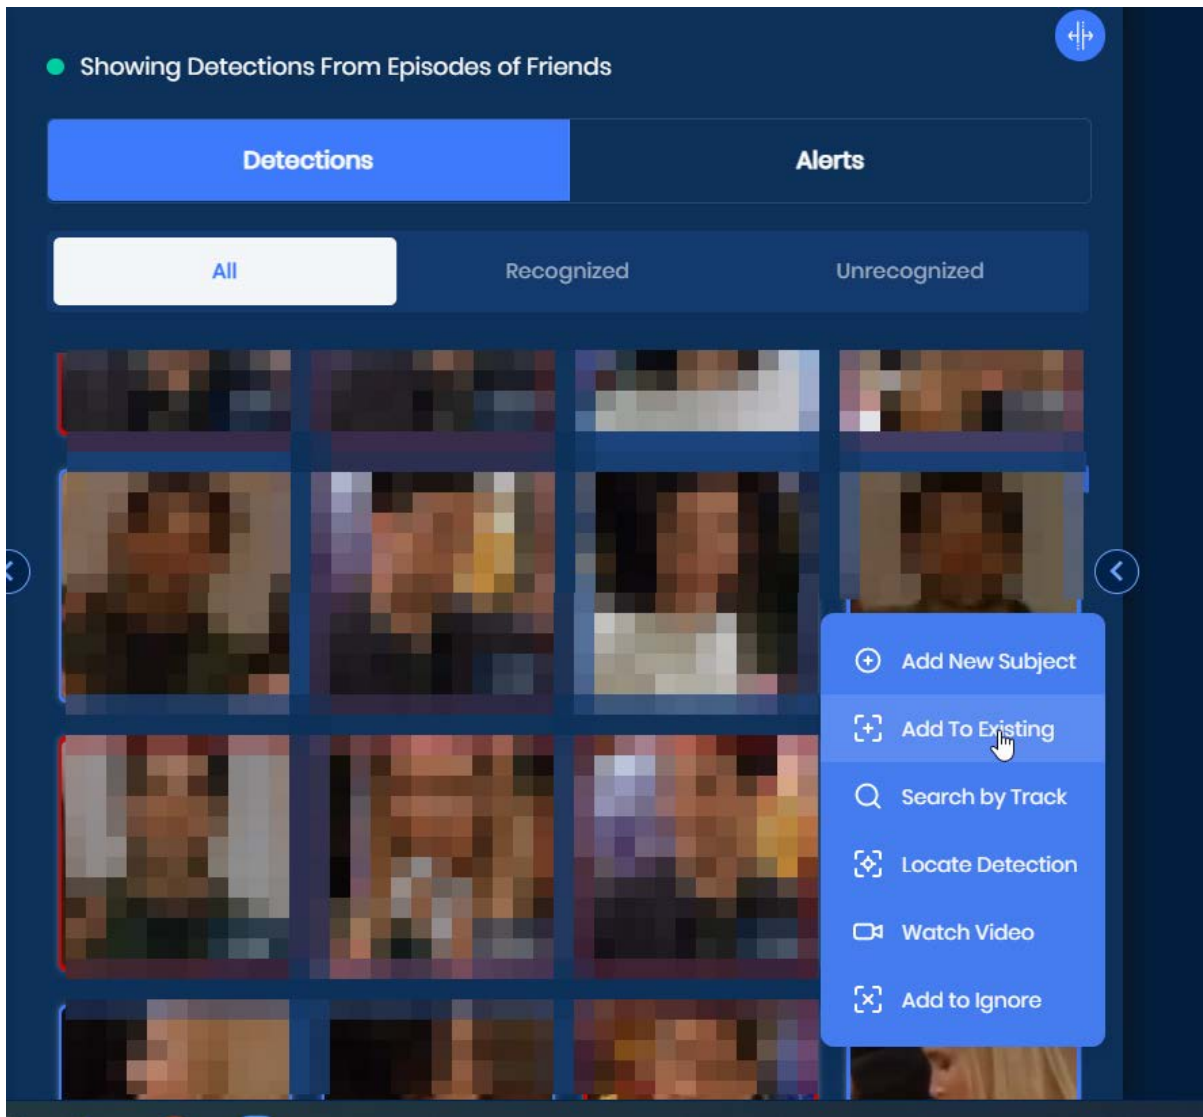 Showing Detections From Episodes of Friends
Detections
Alerts
All
Recognized
Unrecognized
Add New Subject
Add To Existing
Search by Track
Locate Detection
Watch Video
Add to Ignore